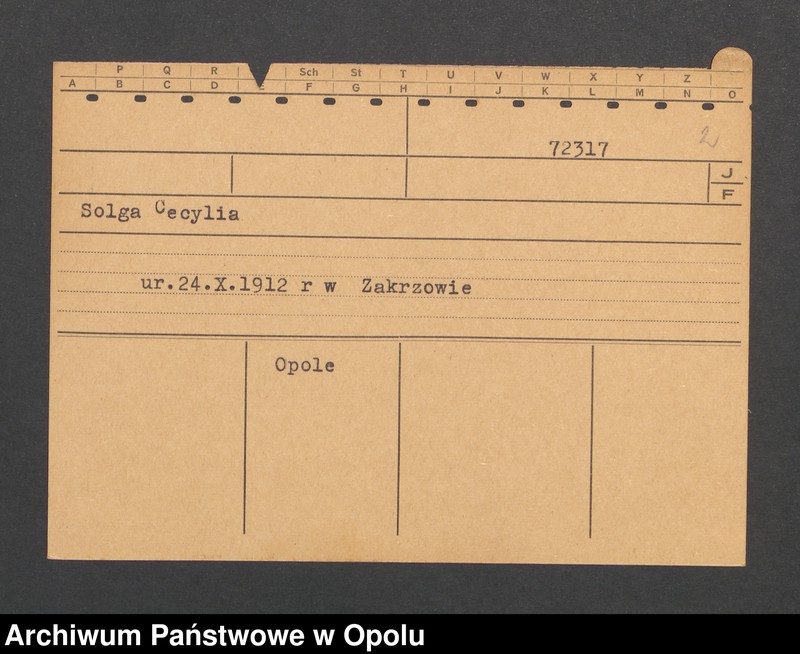 P Q R Sch St T U V W X Y Z
A B C D E F G H I J K L M N O
72317 2
J
F
Solga Cecylia
ur.24.X.1912 r w Zakrzowie
Opole
Archiwum Państwowe w Opolu